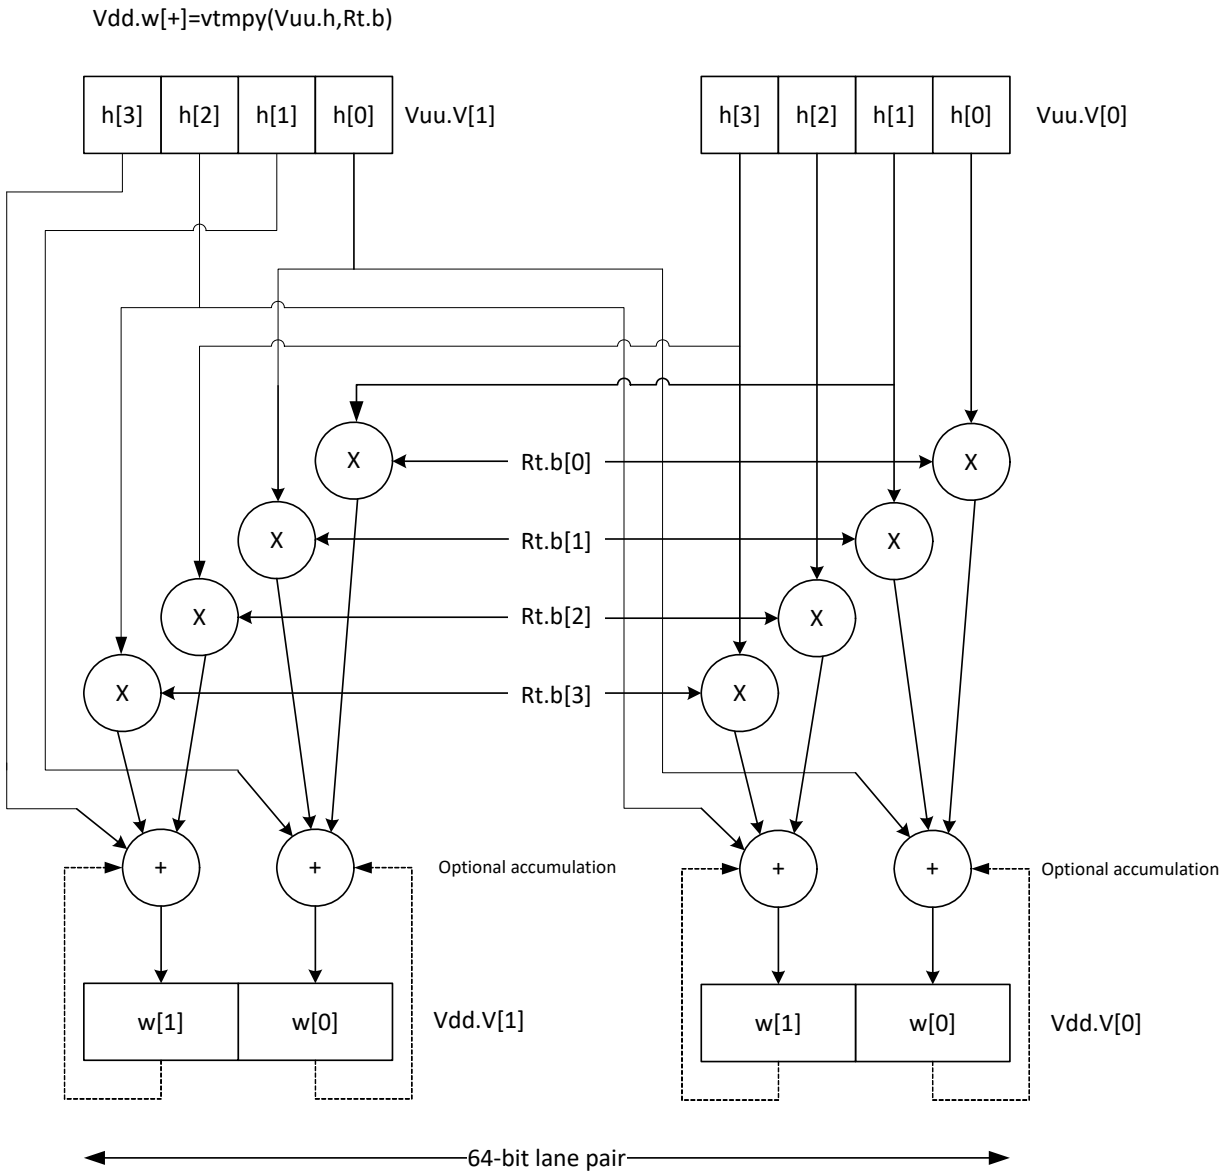 Vdd.w[+]=vtmpy(Vuu.h,Rt.b)
h[3] h[2] h[1] h[0] Vuu.V[1] h[3] h[2] h[1] h[0] Vuu.V[0]
X Rt.b[0] X
X Rt.b[1] X
X Rt.b[2] X
X Rt.b[3] X
+ + Optional accumulation + + Optional accumulation
w[1] w[0] Vdd.V[1] w[1] w[0] Vdd.V[0]
64-bit lane pair